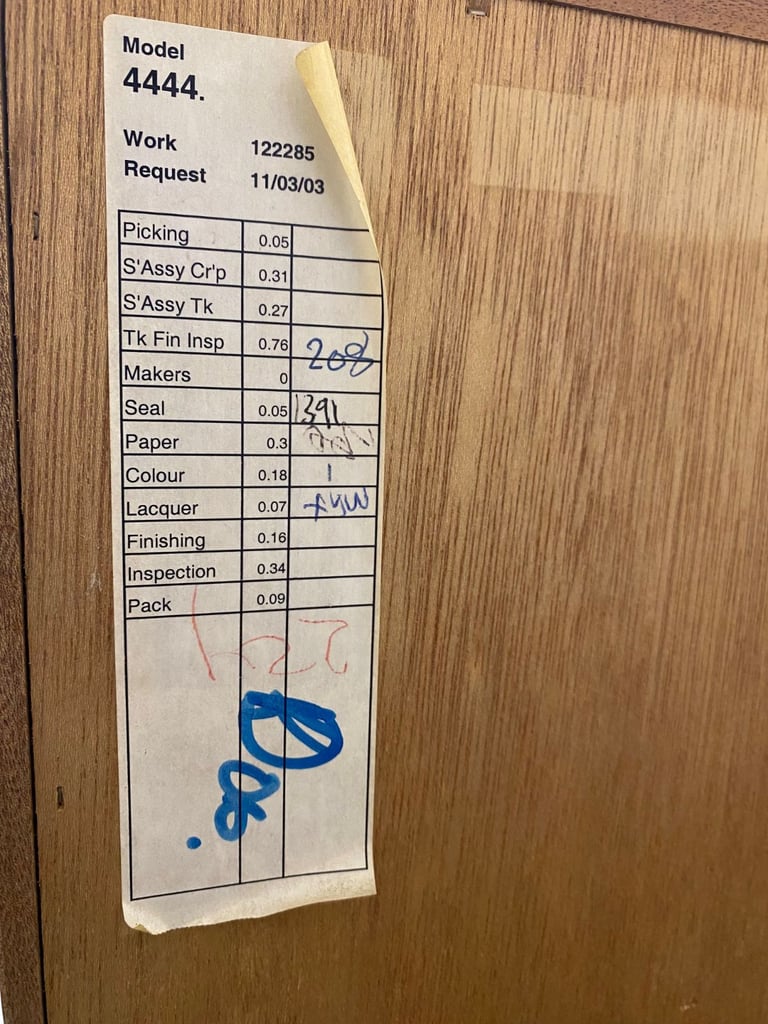 Model
4444.
Work 122285
Request 11/03/03
Picking 0.05
S'Assy Cr'p 0.31
S'Assy Tk 0.27
Tk Fin Insp 0.76 208
Makers 0
Seal 0.05 1391
Paper 0.3
Colour 0.18 1
Lacquer 0.07
Finishing 0.16
Inspection 0.34
Pack 0.09